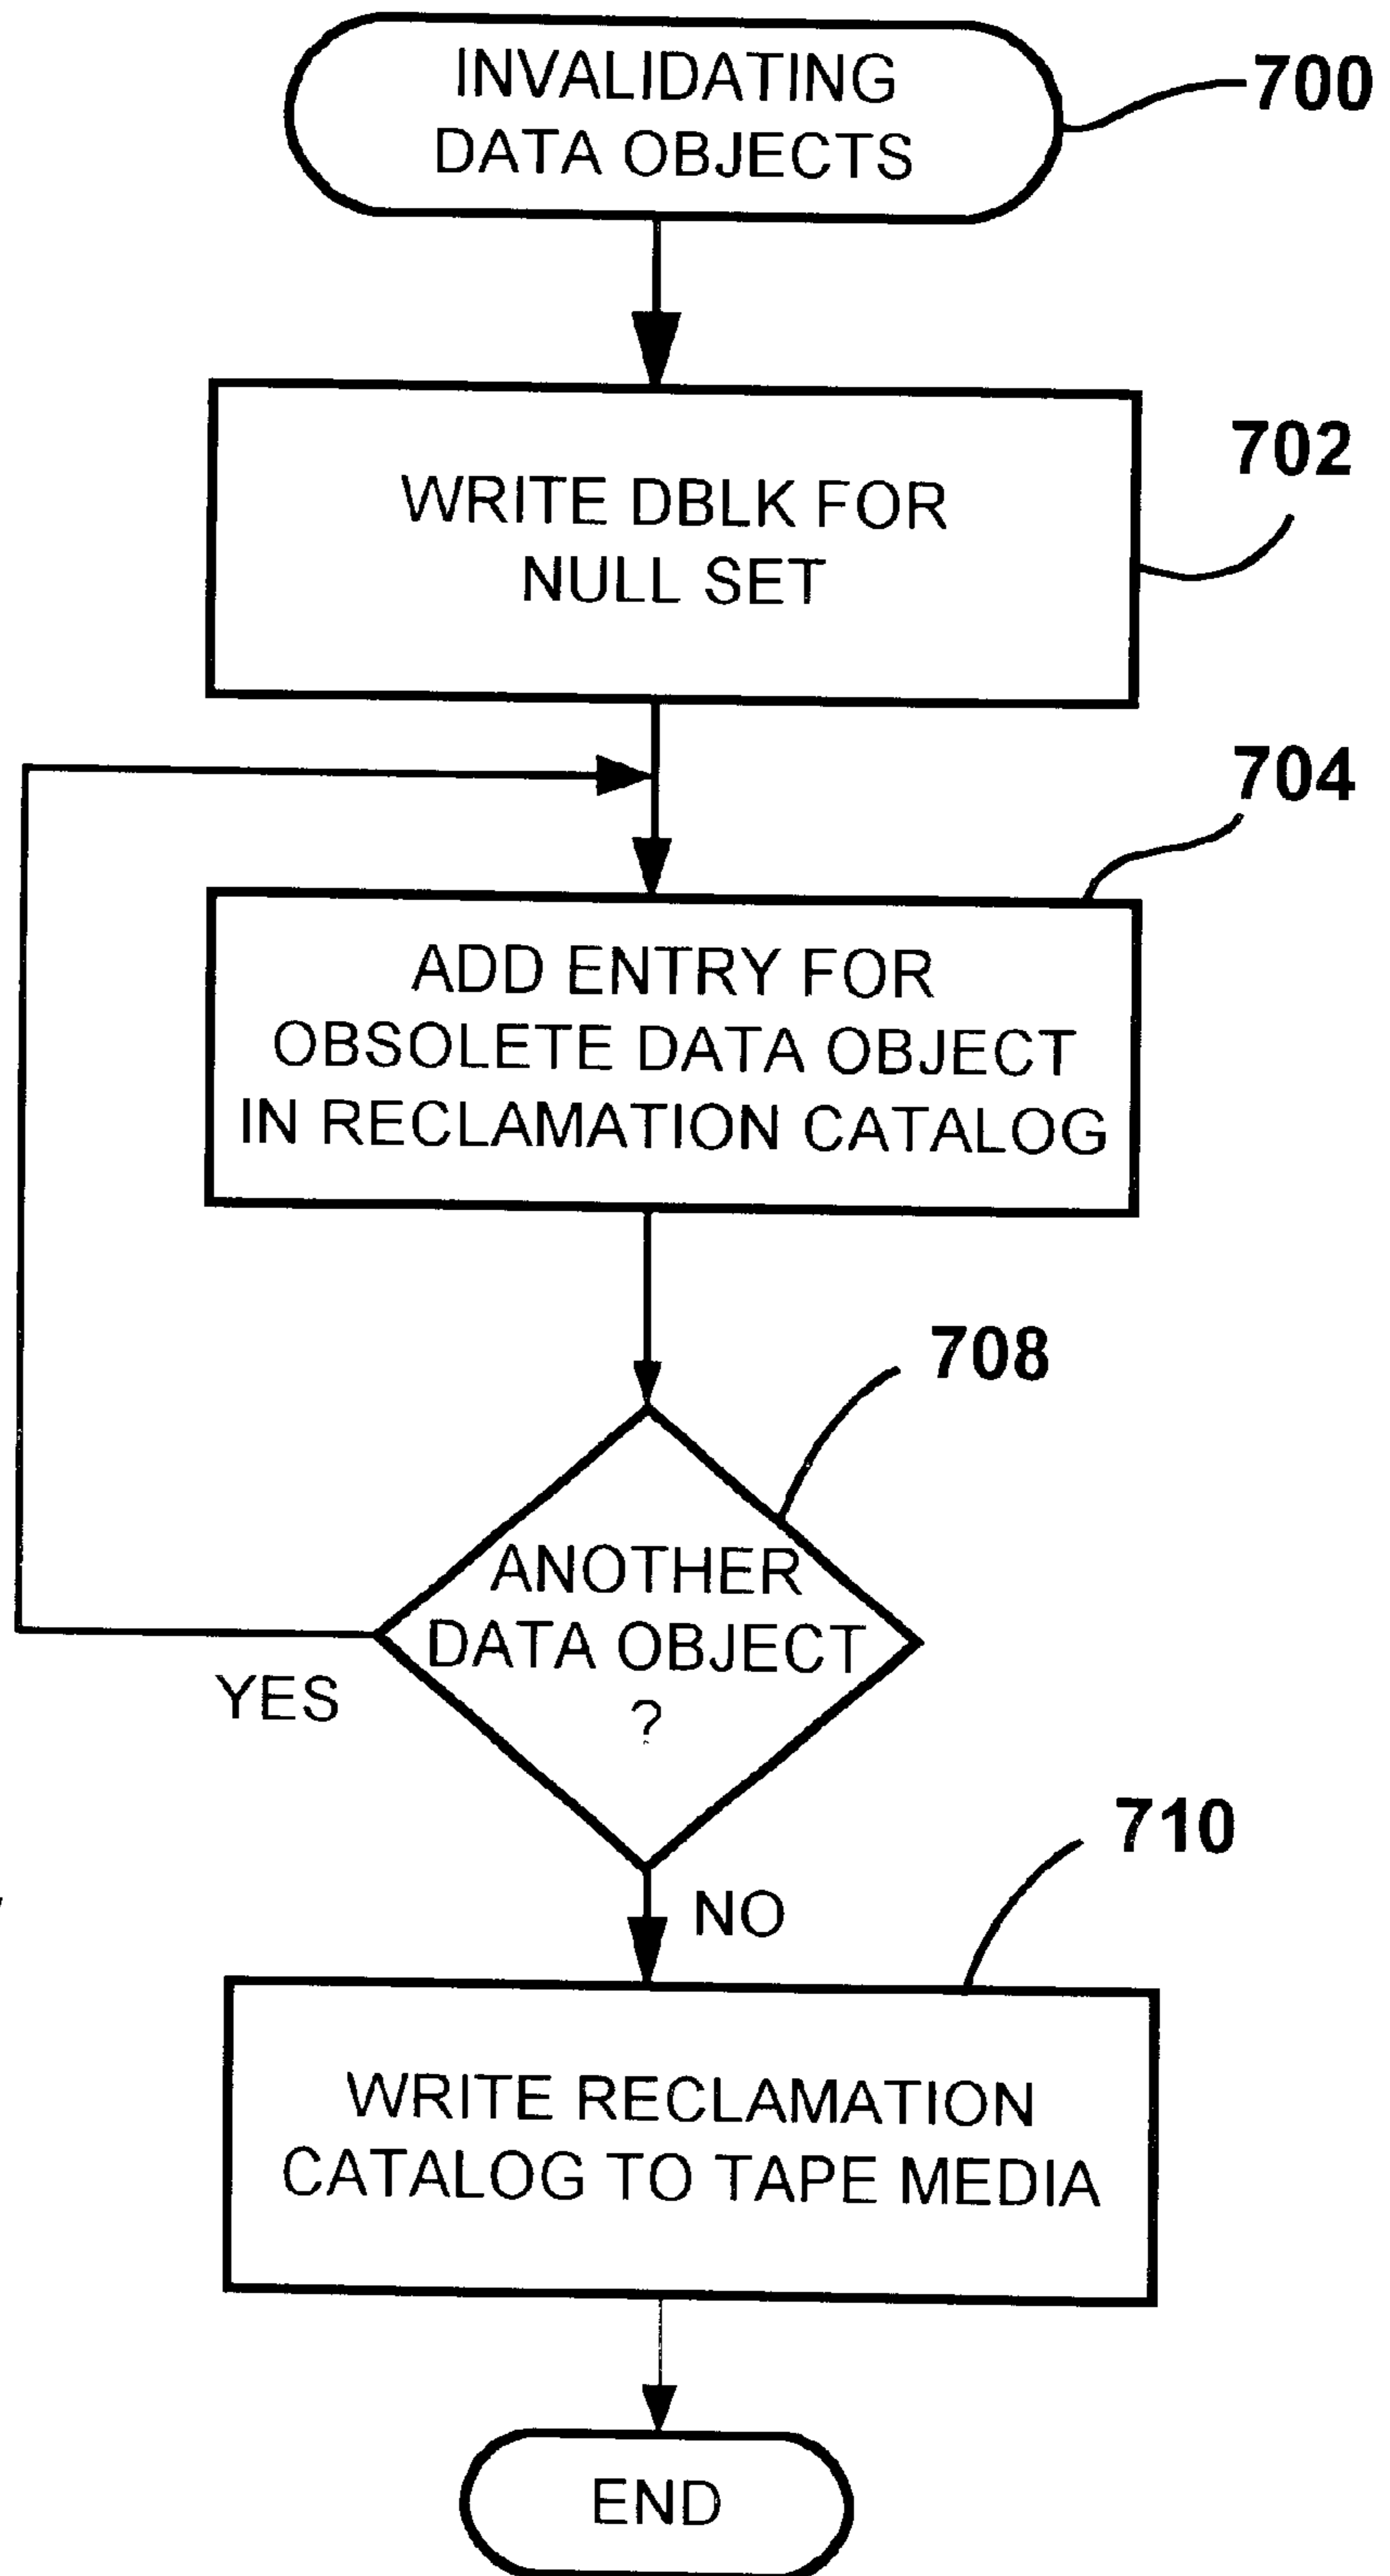 INVALIDATING
DATA OBJECTS
700
WRITE DBLK FOR
NULL SET
702
704
ADD ENTRY FOR
OBSOLETE DATA OBJECT
IN RECLAMATION CATALOG
708
ANOTHER
DATA OBJECT
?
YES
NO
710
WRITE RECLAMATION
CATALOG TO TAPE MEDIA
END